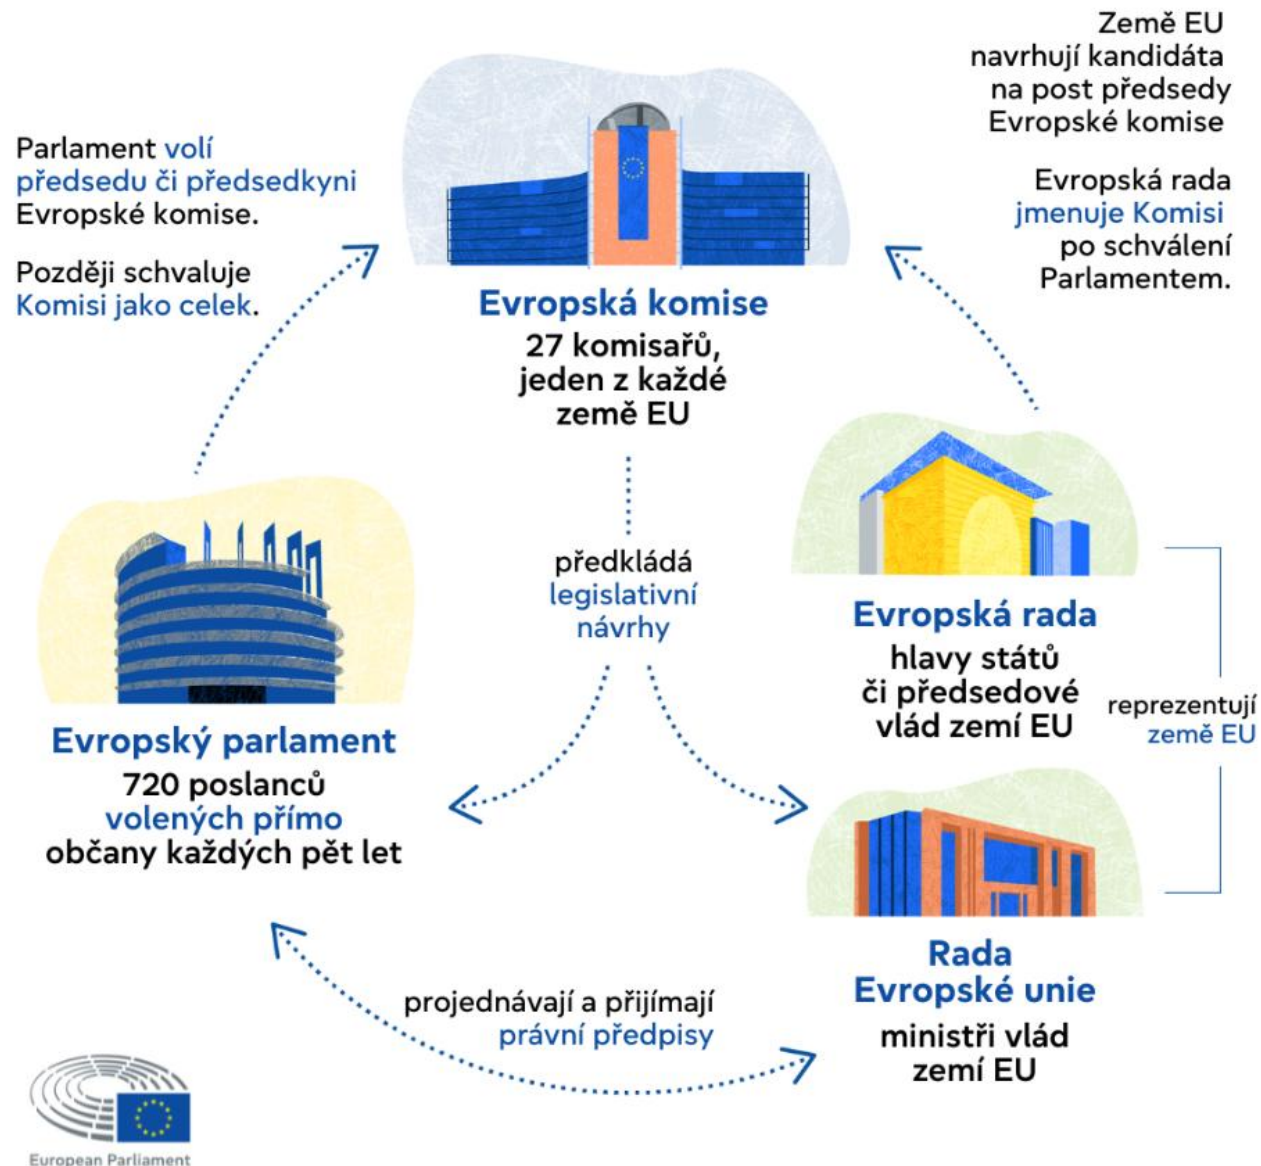 Země EU
navrhují kandidáta
na post předsedy
Evropské komise
Evropská rada
jmenuje Komisi
po schválení
Parlamentem.
Parlament volí
předsedu či předsedkyni
Evropské komise.
Později schvaluje
Komisi jako celek.
Evropská komise
27 komisařů,
jeden z každé
země EU
předkládá
legislativní
návrhy
Evropská rada
hlavy států
či předsedové
vlád zemí EU
reprezentují
země EU
Evropský parlament
720 poslanců
volených přímo
občany každých pět let
Rada
Evropské unie
ministři vlád
zemí EU
projednávají a přijímají
právní předpisy
European Parliament